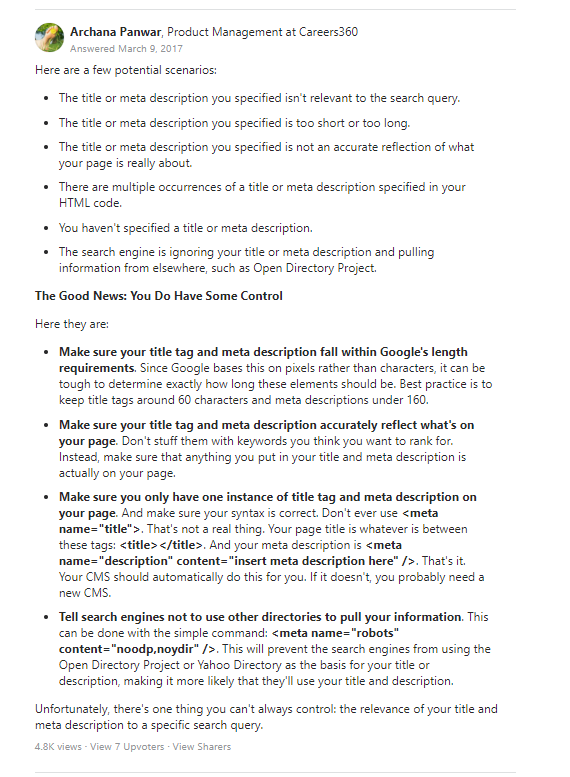 Archana Panwar, Product Management at Careers360
Answered March 9, 2017
Here are a few potential scenarios:
• The title or meta description you specified isn't relevant to the search query.
• The title or meta description you specified is too short or too long.
• The title or meta description you specified is not an accurate reflection of what
your page is really about.
• There are multiple occurrences of a title or meta description specified in your
HTML code.
• You haven't specified a title or meta description.
• The search engine is ignoring your title or meta description and pulling
information from elsewhere, such as Open Directory Project.
The Good News: You Do Have Some Control
Here they are:
• Make sure your title tag and meta description fall within Google's length
requirements. Since Google bases this on pixels rather than characters, it can be
tough to determine exactly how long these elements should be. Best practice is to
keep title tags around 60 characters and meta descriptions under 160.
• Make sure your title tag and meta description accurately reflect what's on
your page. Don't stuff them with keywords you think you want to rank for.
Instead, make sure that anything you put in your title and meta description is
actually on your page.
• Make sure you only have one instance of title tag and meta description on
your page. And make sure your syntax is correct. Don't ever use <meta
name="title">. That's not a real thing. Your page title is whatever is between
these tags: <title></title>. And your meta description is <meta
name="description" content="insert meta description here" />. That's it.
Your CMS should automatically do this for you. If it doesn't, you probably need a
new CMS.
• Tell search engines not to use other directories to pull your information. This
can be done with the simple command: <meta name="robots"
content="noodp,noydir" />. This will prevent the search engines from using the
Open Directory Project or Yahoo Directory as the basis for your title or
description, making it more likely that they'll use your title and description.
Unfortunately, there's one thing you can't always control: the relevance of your title and
meta description to a specific search query.
4.8K views · View 7 Upvoters · View Sharers